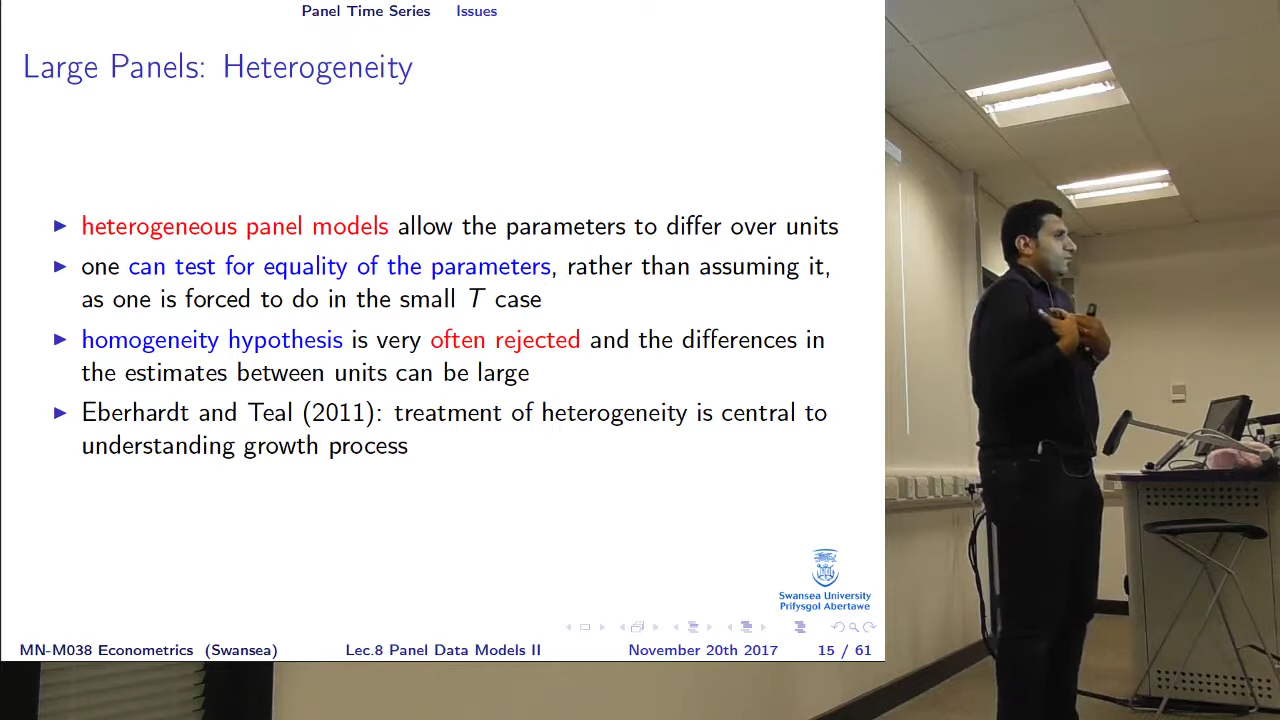 Panel Time Series Issues
Large Panels: Heterogeneity
heterogeneous panel models allow the parameters to differ over units
one can test for equality of the parameters, rather than assuming it,
as one is forced to do in the small T case
homogeneity hypothesis is very often rejected and the differences in
the estimates between units can be large
Eberhardt and Teal (2011): treatment of heterogeneity is central to
understanding growth process
Swansea University
Prifysgol Abertawe
MN-M038 Econometrics (Swansea) Lec.8 Panel Data Models II November 20th 2017 15 / 61